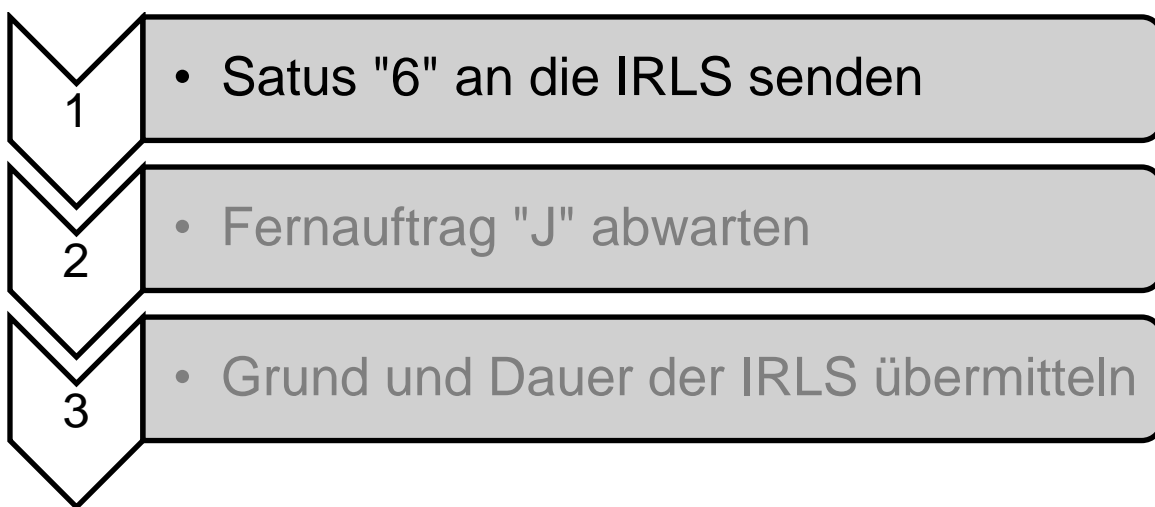 1
• Satus "6" an die IRLS senden
2
• Fernauftrag "J" abwarten
3
• Grund und Dauer der IRLS übermitteln